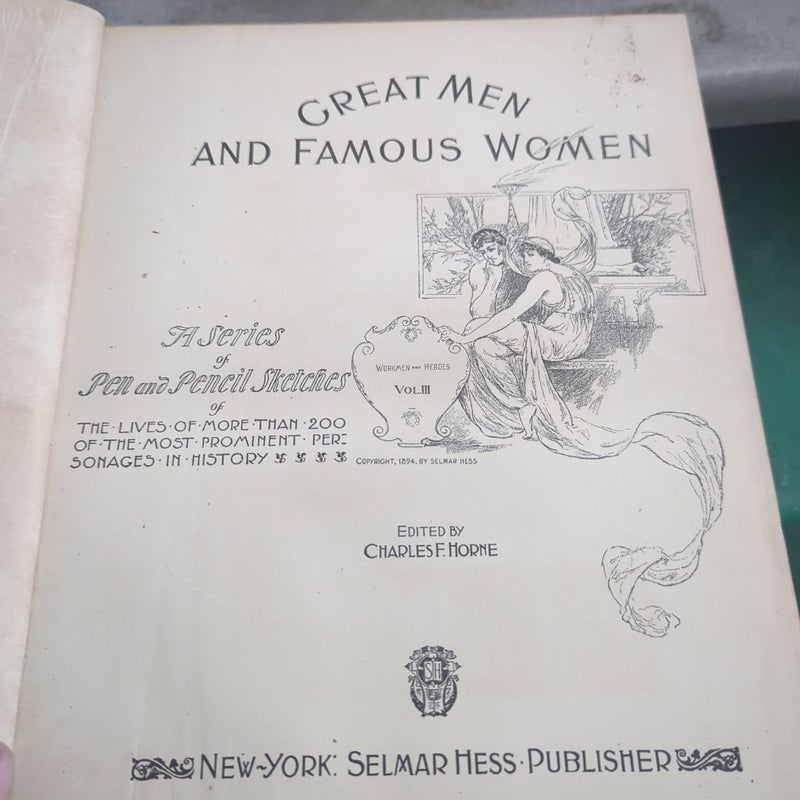 GREAT MEN
AND FAMOUS WOMEN
A Series
of
Pen and Pencil Sketches
of
THE·LIVES·OF·MORE·THAN·200
OF·THE·MOST·PROMINENT·PER-
SONAGES·IN·HISTORY
WORKMEN AND HEROES
VOL. III
COPYRIGHT, 1894, BY SELMAR HESS
EDITED BY
CHARLES F. HORNE
SH
NEW-YORK: SELMAR HESS·PUBLISHER